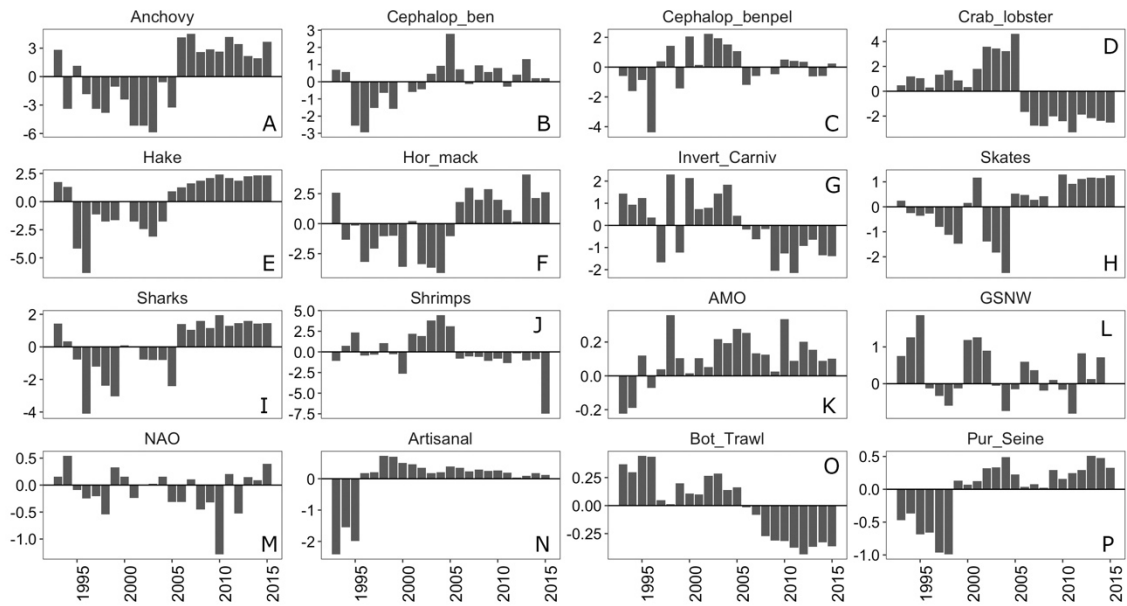 Anchovy Cephalop_ben Cephalop_benpel Crab_lobster
3 0 -3 -6 A
3 2 1 0 -1 -2 -3 B
2 0 -2 -4 C
4 2 0 -2 D
Hake Hor_mack Invert_Carniv Skates
2.5 0.0 -2.5 -5.0 E
2.5 0.0 -2.5 F
2 1 0 -1 -2 G
1 0 -1 -2 H
Sharks Shrimps AMO GSNW
2 0 -2 -4 I
5.0 2.5 0.0 -2.5 -5.0 -7.5 J
0.2 0.0 -0.2 K
1 0 L
NAO Artisanal Bot_Trawl Pur_Seine
0.5 0.0 -0.5 -1.0 M
0 -1 -2 N
0.25 0.00 -0.25 O
0.5 0.0 -0.5 -1.0 P
1995 2000 2005 2010 2015
1995 2000 2005 2010 2015
1995 2000 2005 2010 2015
1995 2000 2005 2010 2015